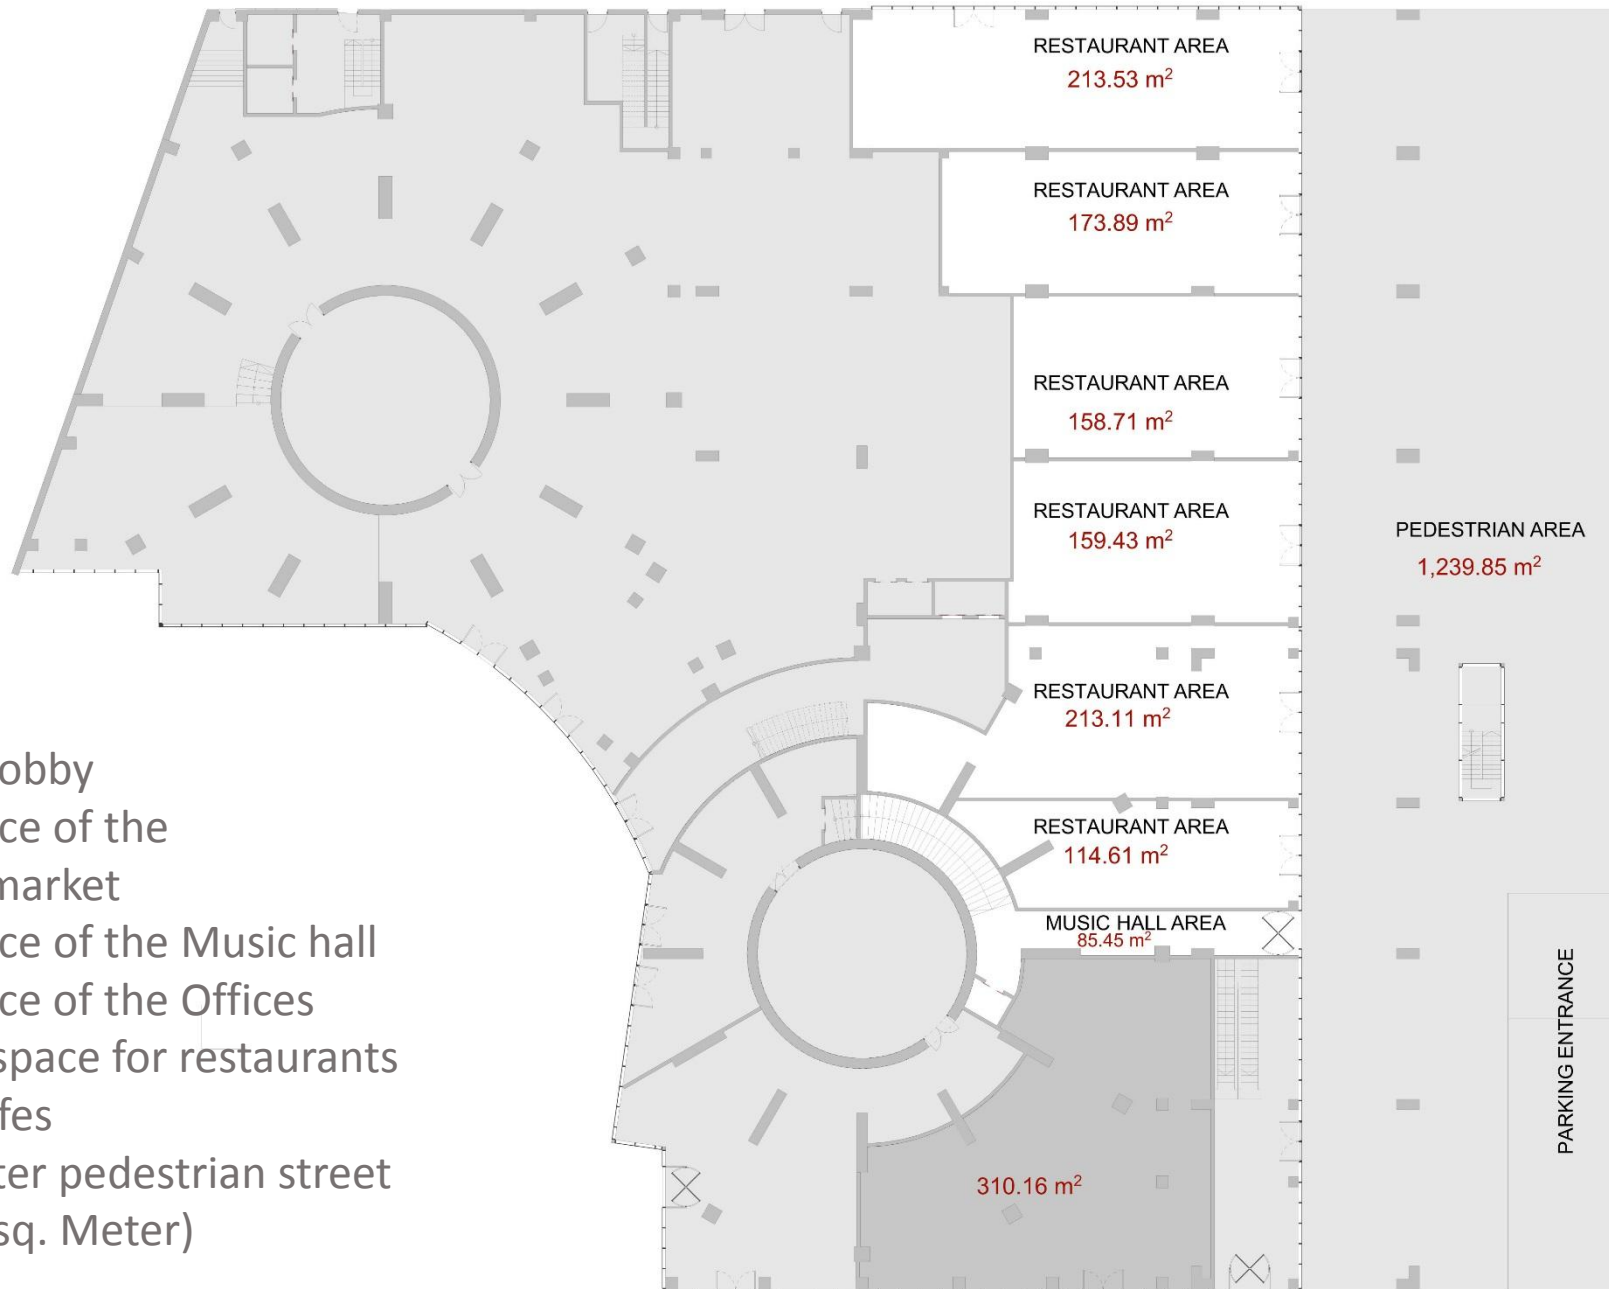 RESTAURANT AREA
213.53 m²
RESTAURANT AREA
173.89 m²
RESTAURANT AREA
158.71 m²
RESTAURANT AREA
159.43 m²
PEDESTRIAN AREA
1,239.85 m²
RESTAURANT AREA
213.11 m²
RESTAURANT AREA
114.61 m²
MUSIC HALL AREA
85.45 m²
310.16 m²
PARKING ENTRANCE
obby
ce of the
market
ce of the Music hall
ce of the Offices
space for restaurants
fes
ter pedestrian street
sq. Meter)